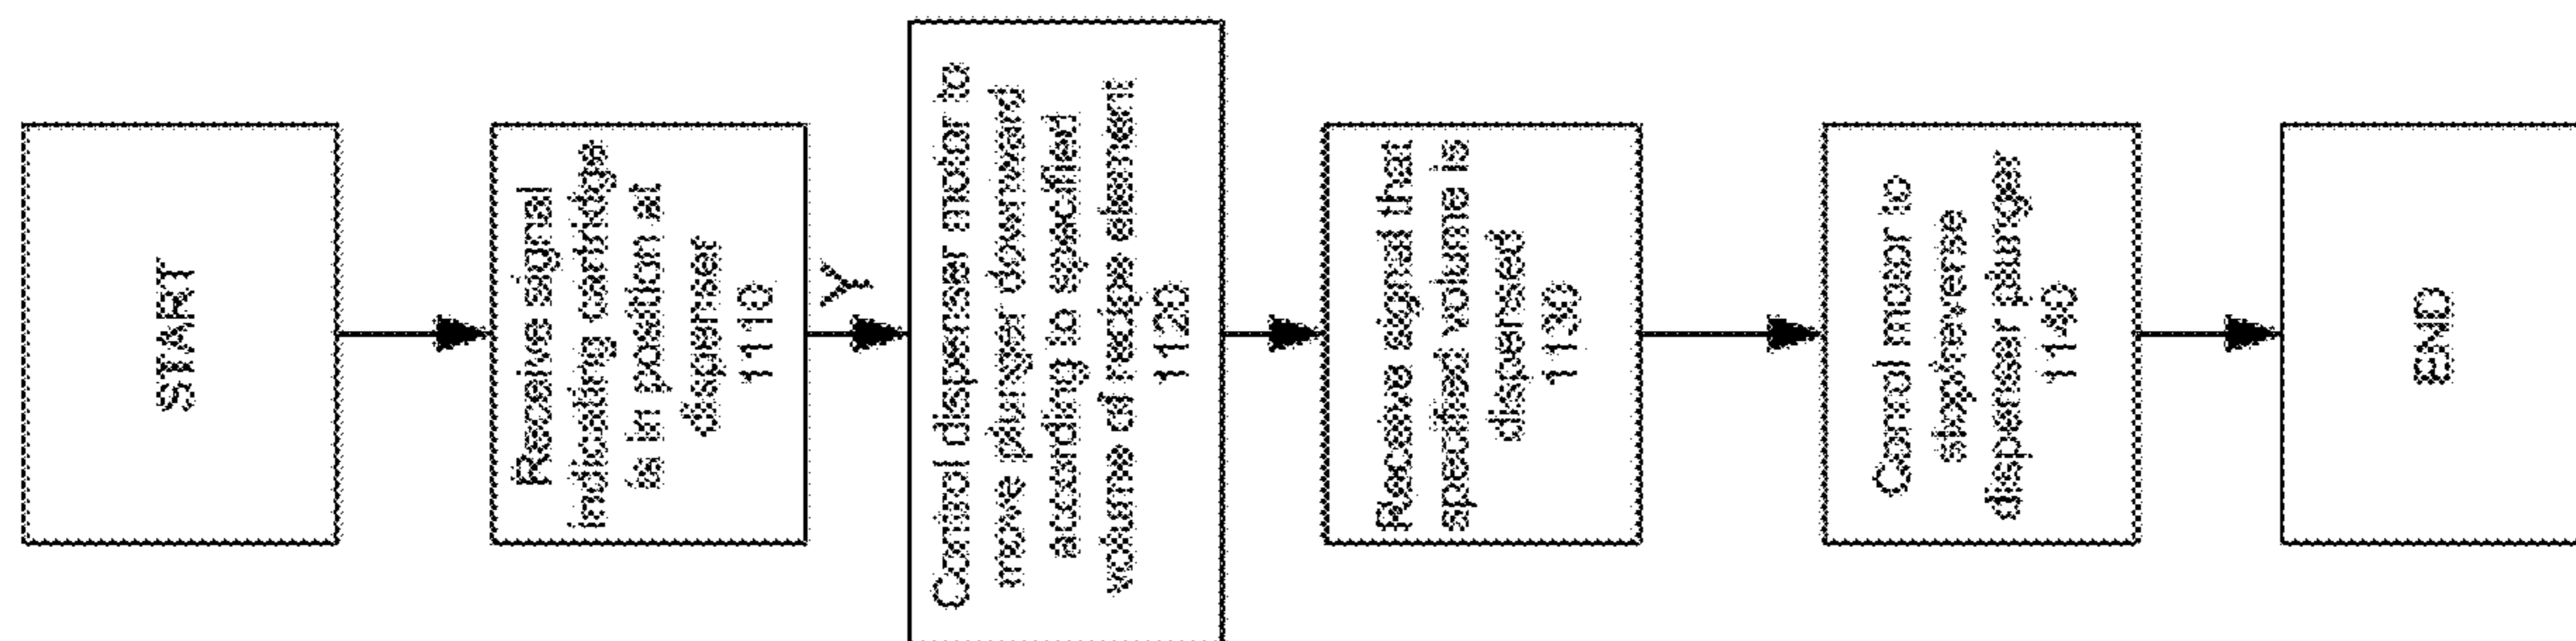 START
Receive signal
indicating cartridge
is in position at
dispenser
1110
Y
Control dispenser motor to
move plunger downward
according to specified
volume of recipe element
1120
Receive signal that
specified volume is
dispensed
1130
Control motor to
stop/reverse
dispenser plunger
1140
END